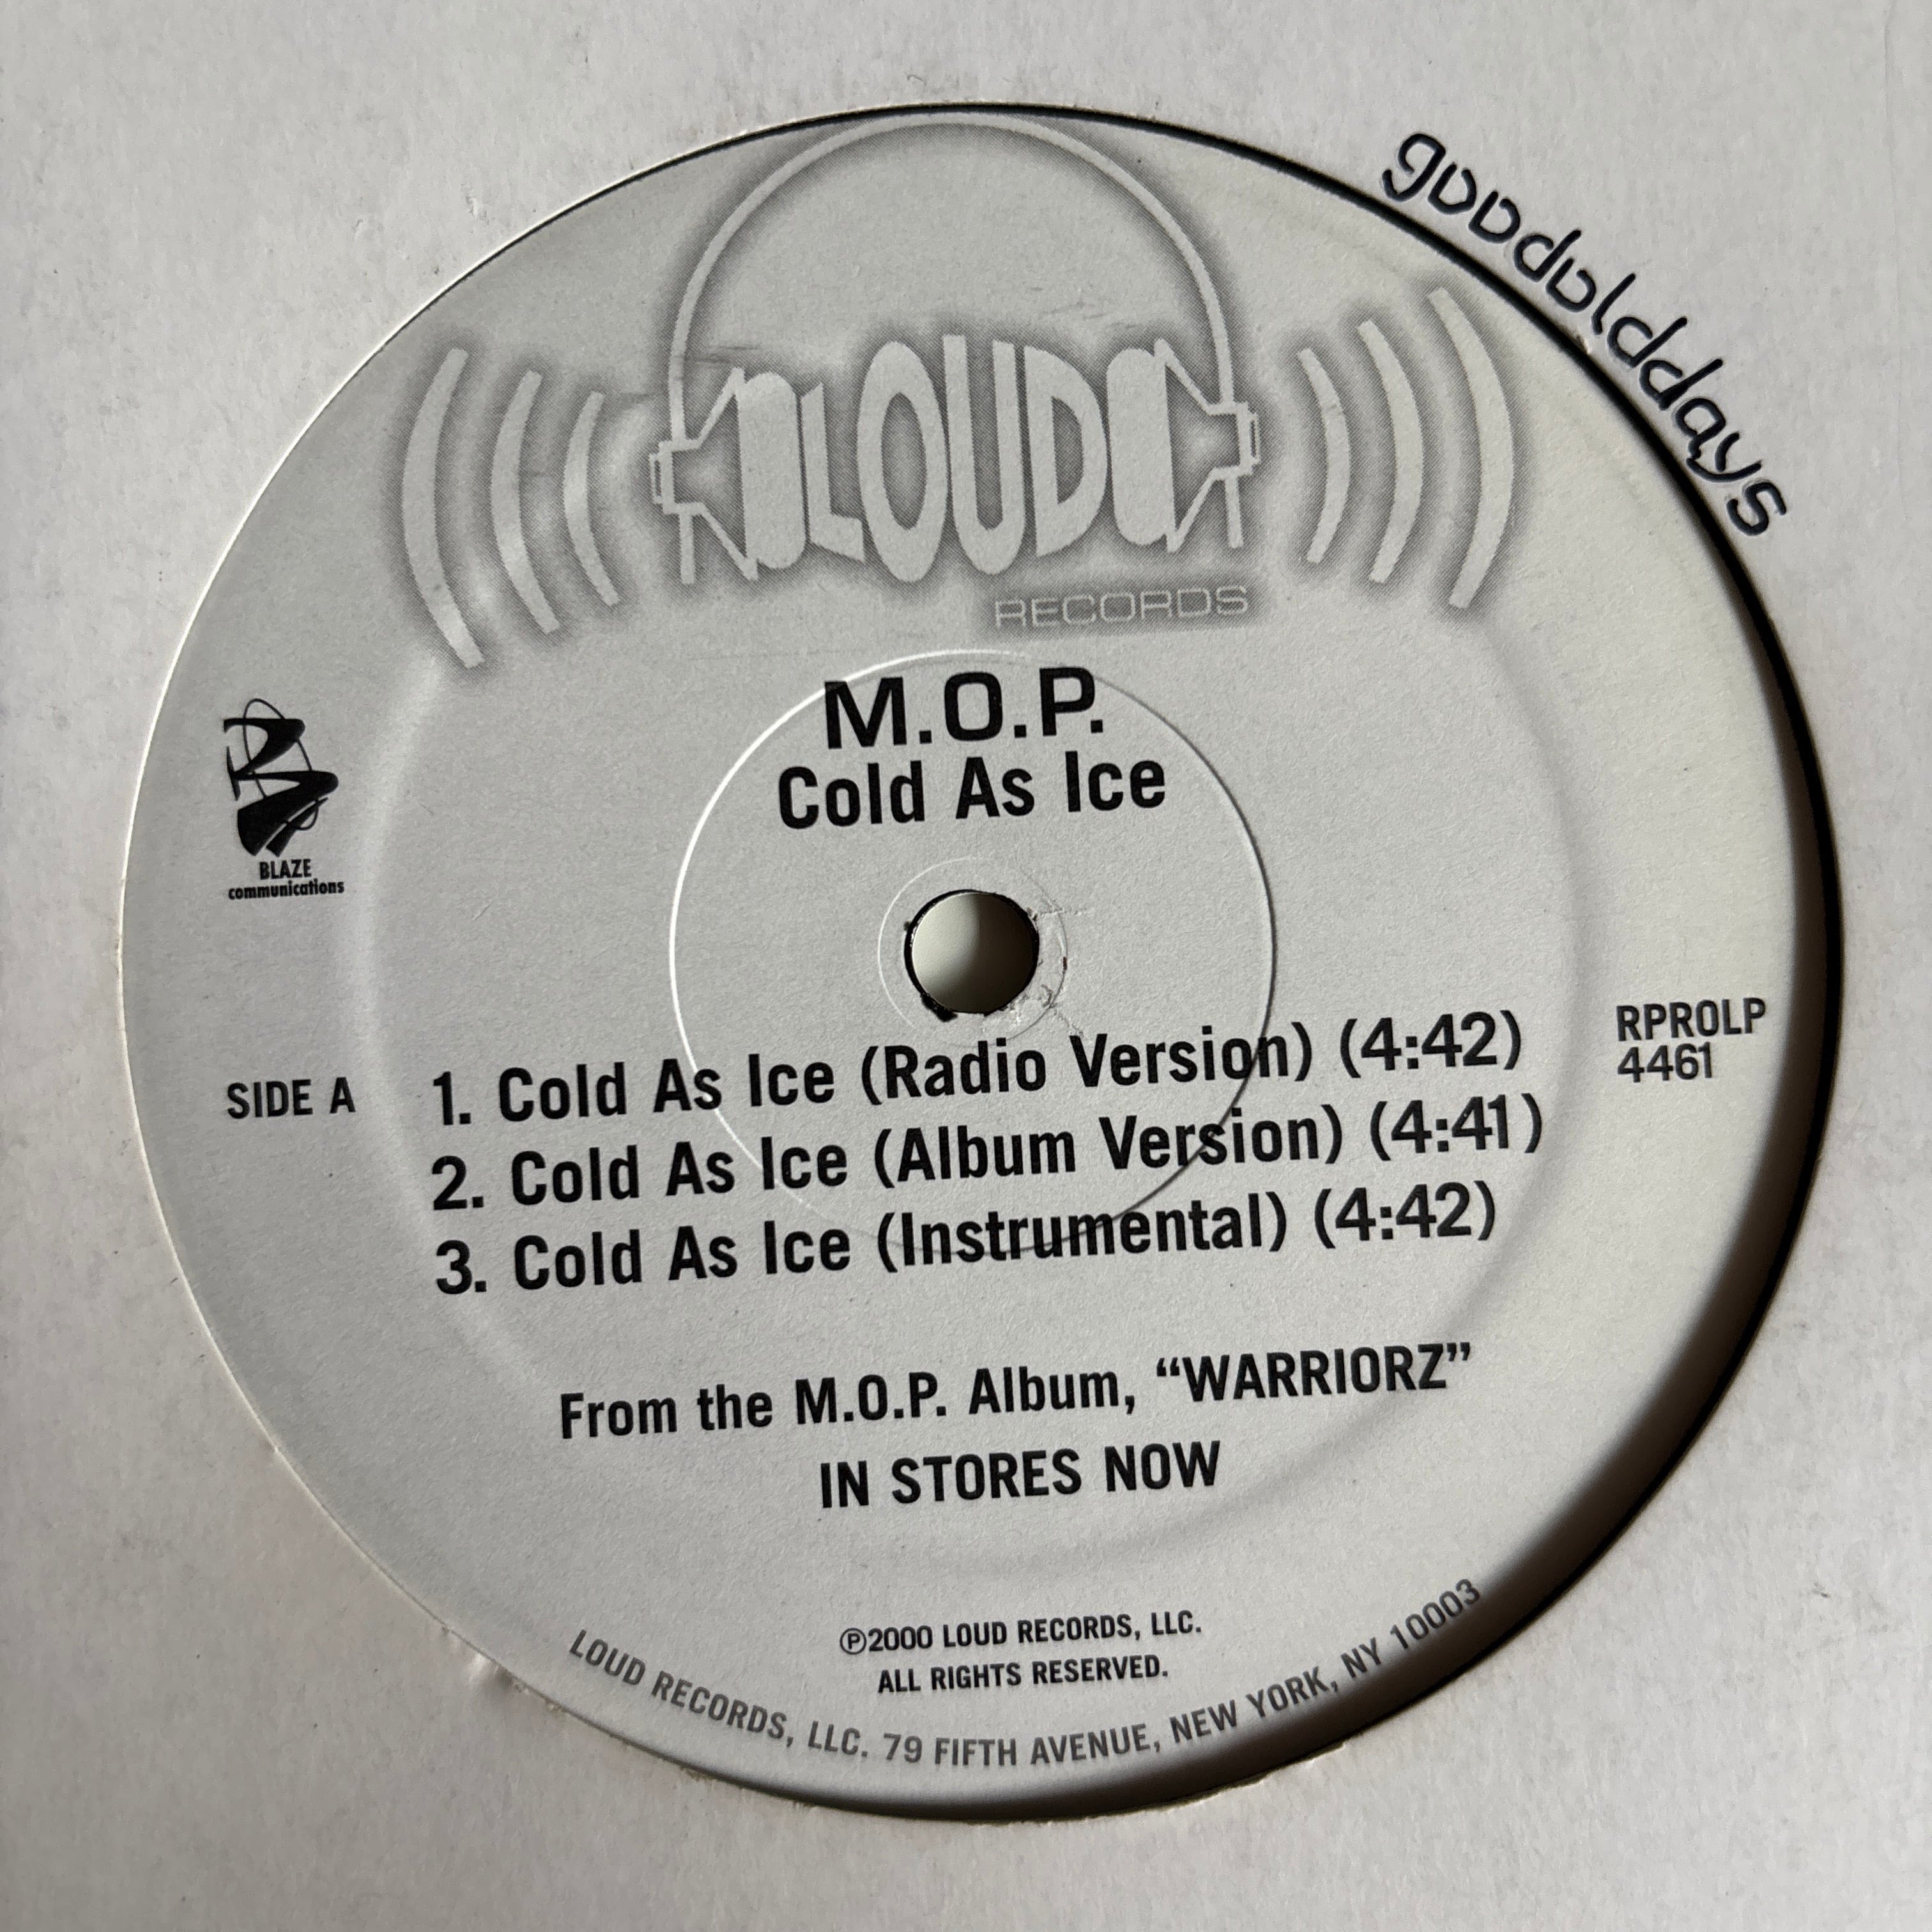 goodolddays
LOUD
RECORDS
M.O.P.
Cold As Ice
BLAZE
communications
SIDE A
1. Cold As Ice (Radio Version) (4:42)
2. Cold As Ice (Album Version) (4:41)
3. Cold As Ice (Instrumental) (4:42)
RPROLP
4461
From the M.O.P. Album, “WARRIORZ”
IN STORES NOW
℗2000 LOUD RECORDS, LLC.
ALL RIGHTS RESERVED.
LOUD RECORDS, LLC. 79 FIFTH AVENUE, NEW YORK, NY 10003